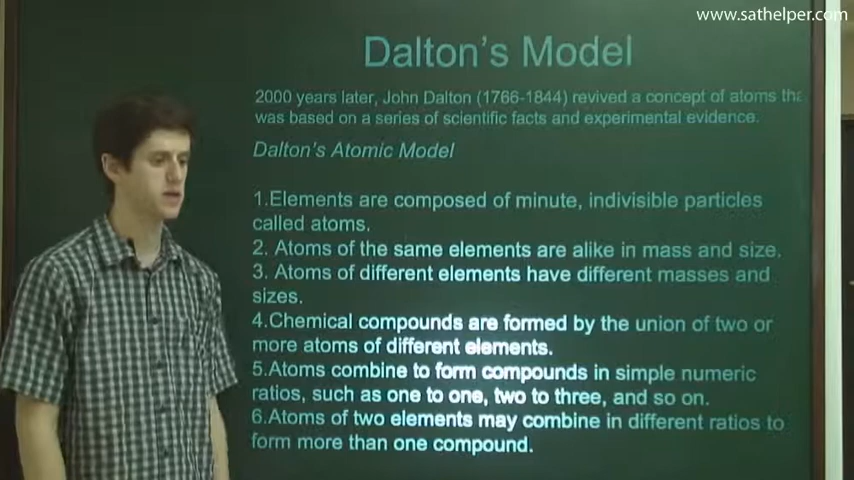 www.sathelper.com
Dalton's Model
2000 years later, John Dalton (1766-1844) revived a concept of atoms
was based on a series of scientific facts and experimental evidence.
Dalton's Atomic Model
1.Elements are composed of minute, indivisible particles
called atoms.
2. Atoms of the same elements are alike in mass and size.
3. Atoms of different elements have different masses and
sizes.
4.Chemical compounds are formed by the union of two or
more atoms of different elements.
5.Atoms combine to form compounds in simple numeric
ratios, such as one to one, two to three, and so on.
6.Atoms of two elements may combine in different ratios to
form more than one compound.